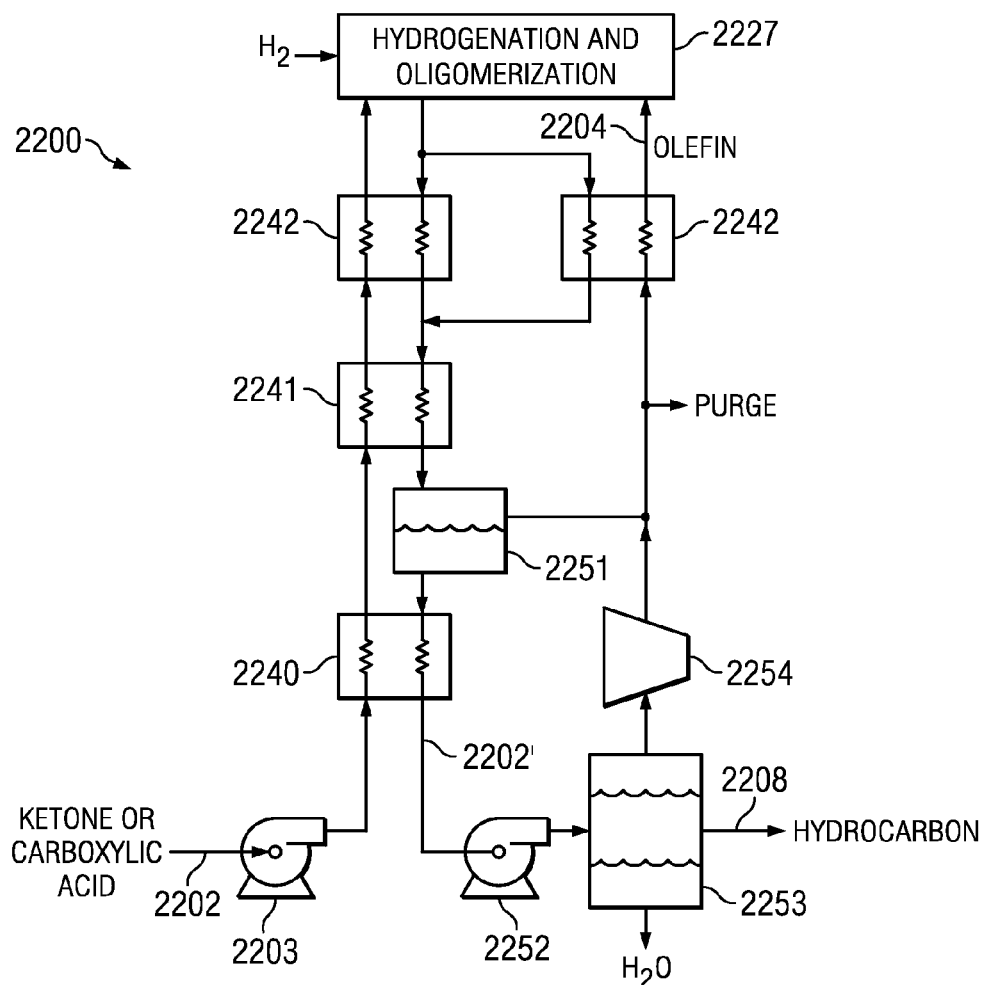 HYDROGENATION AND
OLIGOMERIZATION
2227
H2
2204
OLEFIN
2200
2242
2242
2241
PURGE
2251
2240
2254
2202'
2208
KETONE OR
CARBOXYLIC
ACID
HYDROCARBON
2202
2203
2252
2253
H2O